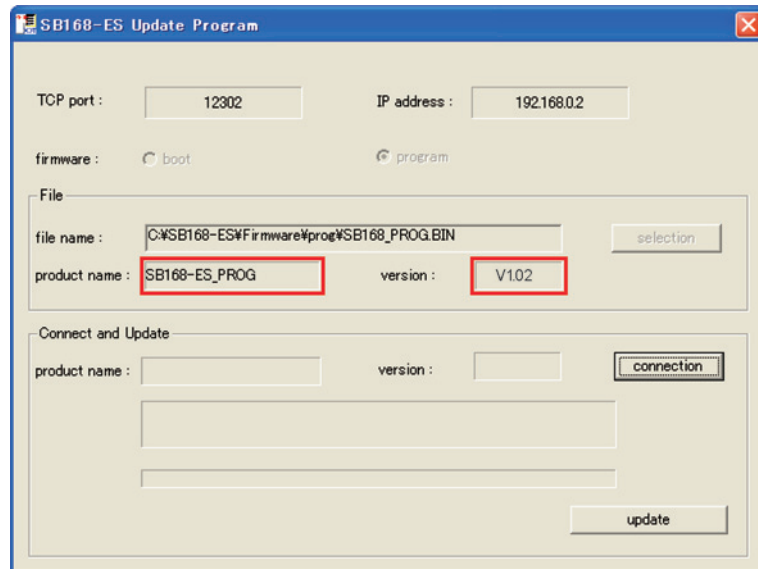 SB168-ES Update Program
TCP port : 12302 IP address : 192.168.0.2
firmware : boot program
File
file name : C:¥SB168-ES¥Firmware¥prog¥SB168_PROG.BIN selection
product name : SB168-ES_PROG version : V1.02
Connect and Update
product name : version : connection
update